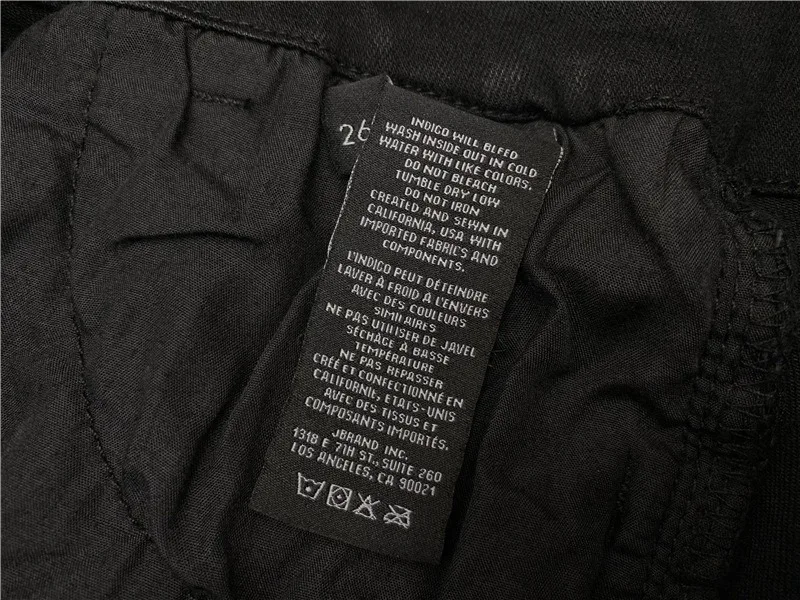 26
INDIGO WILL BLEED
WASH INSIDE OUT IN COLD
WATER WITH LIKE COLORS.
DO NOT BLEACH
TUMBLE DRY LOW
DO NOT IRON
CREATED AND SEWN IN
CALIFORNIA, USA WITH
IMPORTED FABRICS AND
COMPONENTS.
L'INDIGO PEUT DÉTEINDRE
LAVER À FROID À L'ENVERS
AVEC DES COULEURS
SIMILAIRES
NE PAS UTILISER DE JAVEL
SÉCHAGE À BASSE
TEMPÉRATURE
NE PAS REPASSER
CRÉÉ ET CONFECTIONNÉ EN
CALIFORNIE, ETATS-UNIS
AVEC DES TISSUS ET
COMPOSANTS IMPORTÉS.
JBRAND INC.
1318 E 7TH ST., SUITE 260
LOS ANGELES, CA 90021